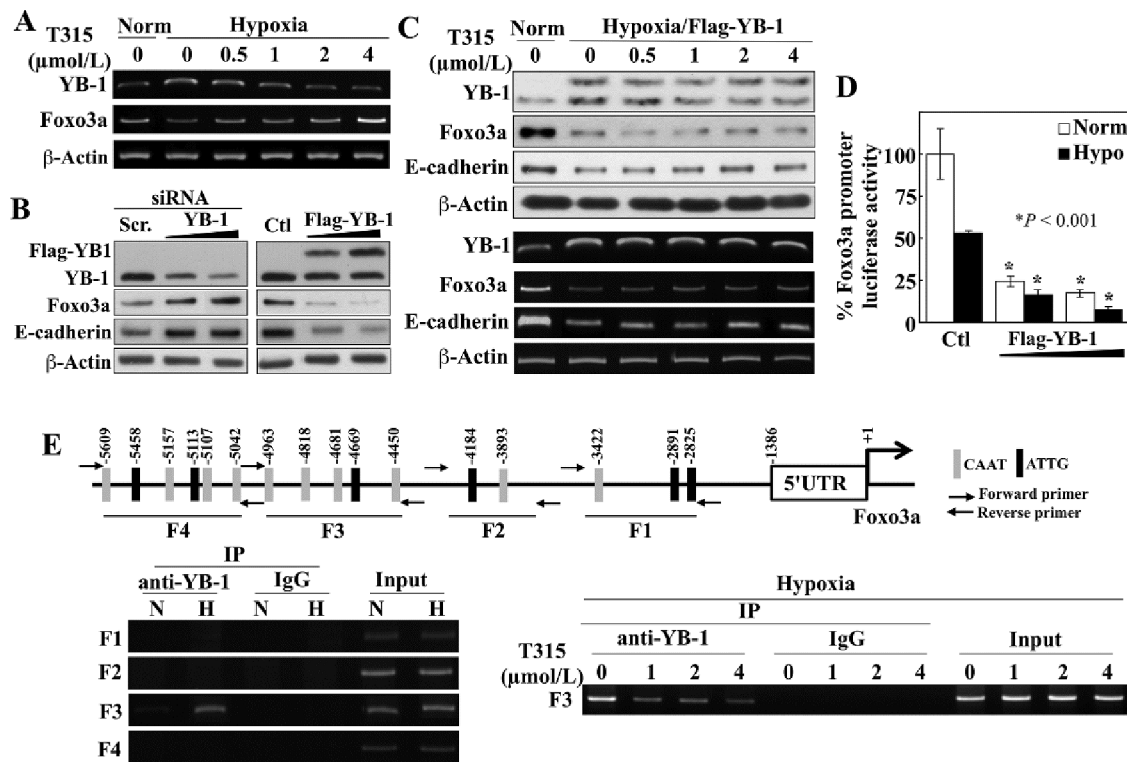 A
T315
(µmol/L)
Norm Hypoxia
0 0 0.5 1 2 4
YB-1
Foxo3a
β-Actin
B
siRNA
Scr. YB-1 Ctl Flag-YB-1
Flag-YB1
YB-1
Foxo3a
E-cadherin
β-Actin
C
T315
(µmol/L)
Norm Hypoxia/Flag-YB-1
0 0 0.5 1 2 4
YB-1
Foxo3a
E-cadherin
β-Actin
YB-1
Foxo3a
E-cadherin
β-Actin
D
% Foxo3a promoter
luciferase activity
100
75
50
25
0
Norm
Hypo
*P < 0.001
* * * *
Ctl Flag-YB-1
E
-5609 -5458 -5157 -5113 -5107 -5042 -4963 -4818 -4681 -4669 -4450 -4184 -3893 -3422 -2891 -2825 -1386 +1
5'UTR
Foxo3a
CAAT ATTG
Forward primer
Reverse primer
F4 F3 F2 F1
IP
anti-YB-1 IgG Input
N H N H N H
F1
F2
F3
F4
Hypoxia
IP
anti-YB-1 IgG Input
T315
(µmol/L)
0 1 2 4 0 1 2 4 0 1 2 4
F3